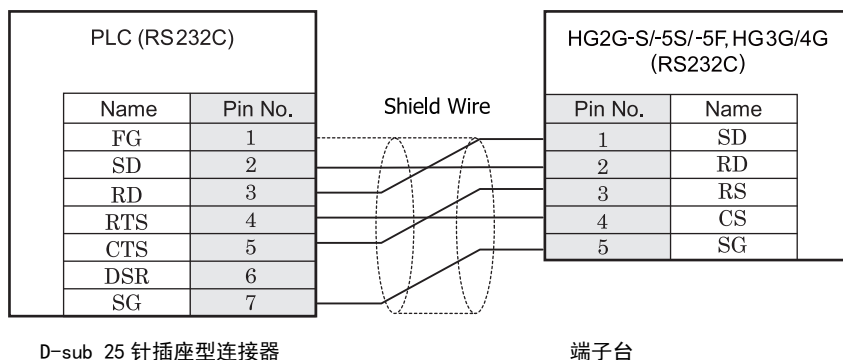 PLC (RS232C)
Name Pin No.
FG 1
SD 2
RD 3
RTS 4
CTS 5
DSR 6
SG 7
Shield Wire
HG2G-S/-5S/-5F, HG3G/4G
(RS232C)
Pin No. Name
1 SD
2 RD
3 RS
4 CS
5 SG
D-sub 25 针插座型连接器
端子台